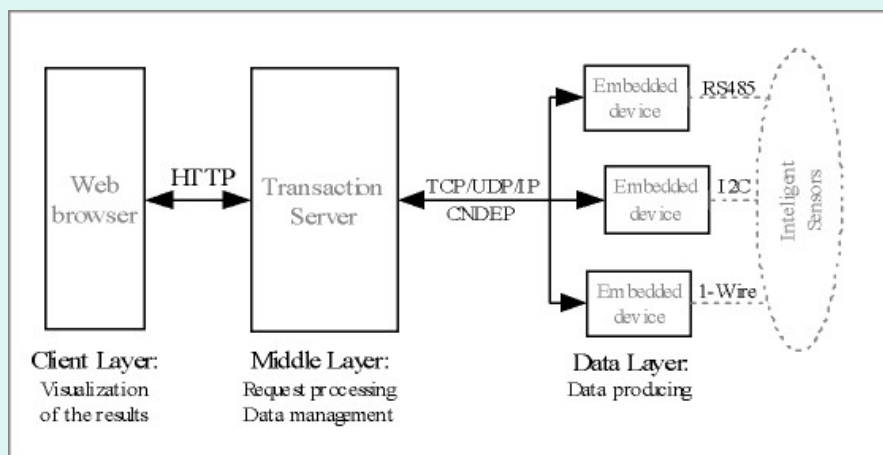 Web
browser
HTTP
Transaction
Server
TCP/UDP/IP
CNDEP
Embedded
device
RS485
Embedded
device
I2C
Embedded
device
1-Wire
Inteligent
Sensors
Client Layer:
Visualization
of the results
Middle Layer:
Request processing
Data management
Data Layer:
Data producing